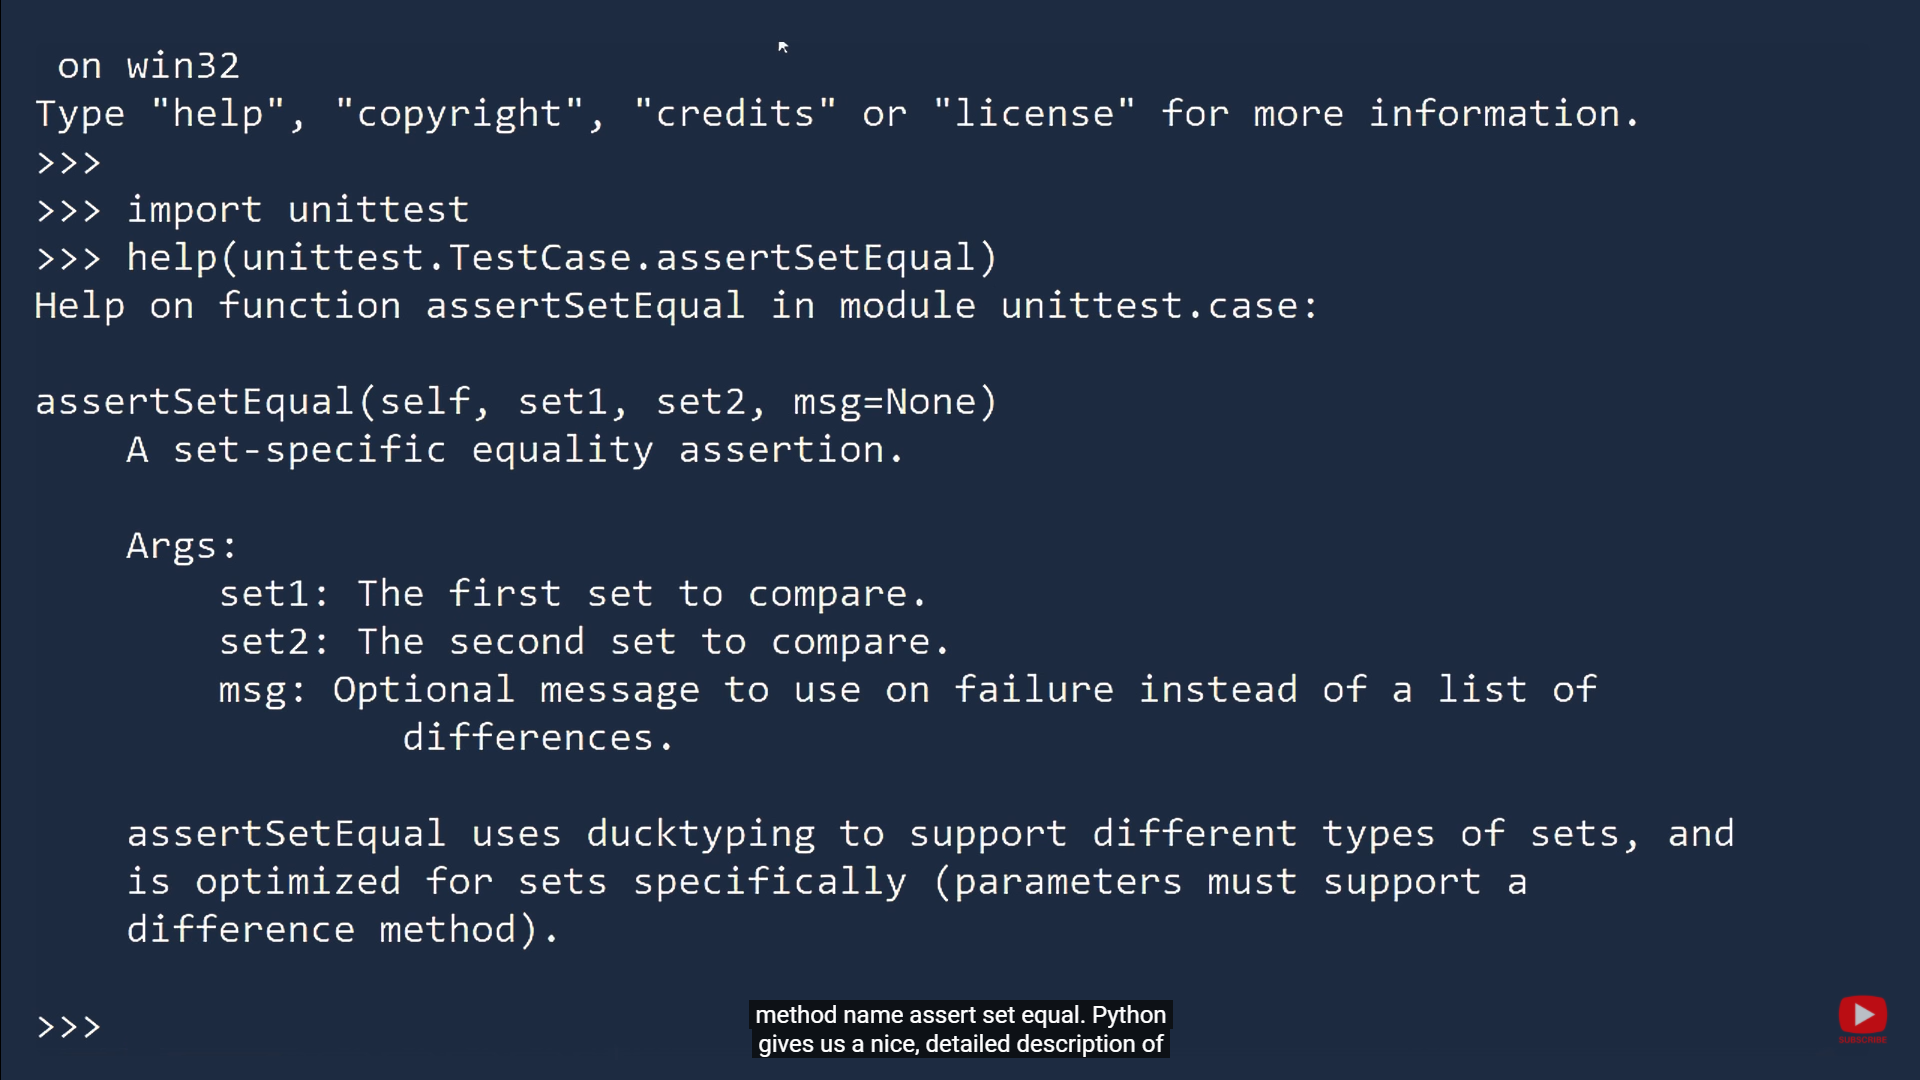 on win32
Type "help", "copyright", "credits" or "license" for more information.
>>>
>>> import unittest
>>> help(unittest.TestCase.assertSetEqual)
Help on function assertSetEqual in module unittest.case:
assertSetEqual(self, set1, set2, msg=None)
A set-specific equality assertion.
Args:
set1: The first set to compare.
set2: The second set to compare.
msg: Optional message to use on failure instead of a list of
differences.
assertSetEqual uses ducktyping to support different types of sets, and
is optimized for sets specifically (parameters must support a
difference method).
>>>
method name assert set equal. Python
gives us a nice, detailed description of
SUBSCRIBE